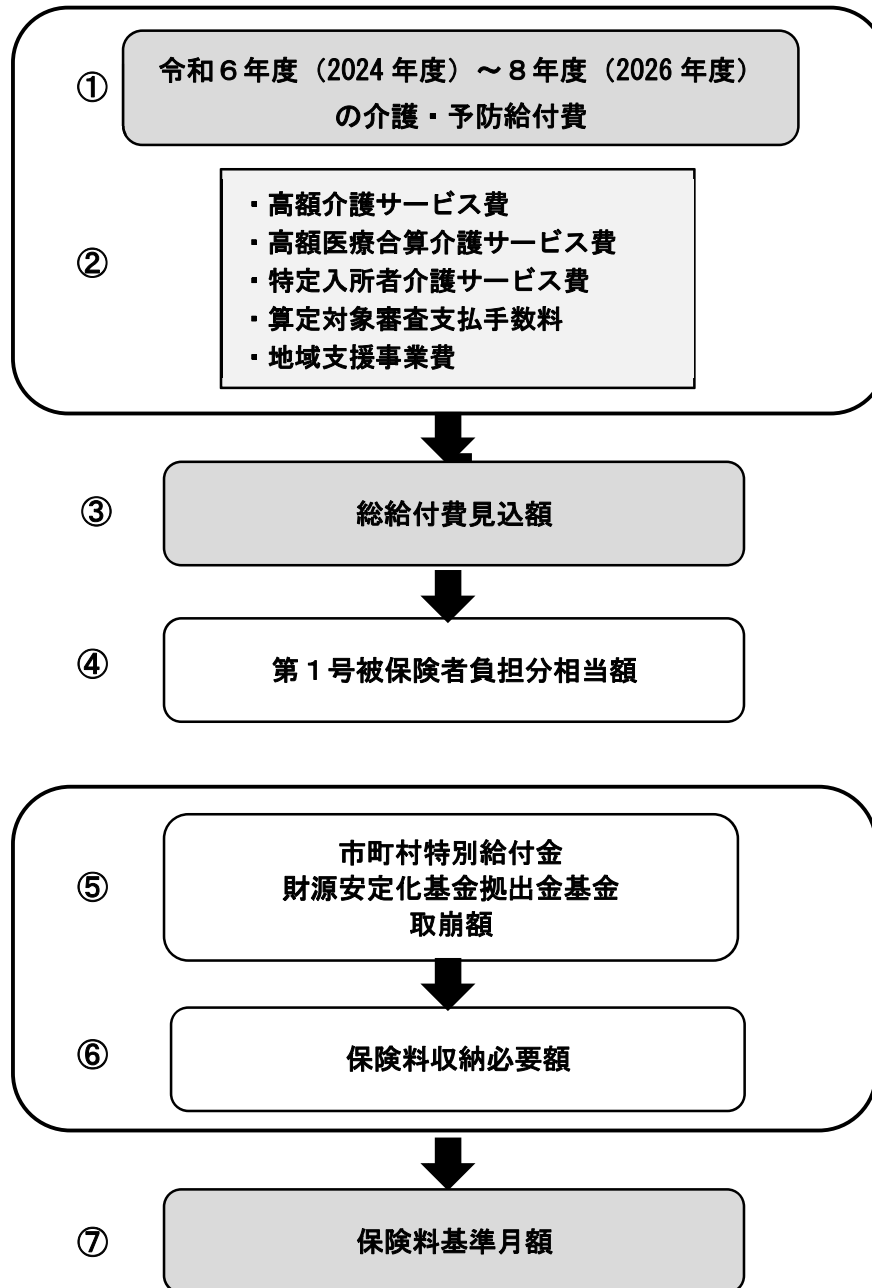 ①
令和６年度（2024 年度）～８年度（2026 年度）
の介護・予防給付費
②
・高額介護サービス費
・高額医療合算介護サービス費
・特定入所者介護サービス費
・算定対象審査支払手数料
・地域支援事業費
③
総給付費見込額
④
第１号被保険者負担分相当額
⑤
市町村特別給付金
財源安定化基金拠出金基金
取崩額
⑥
保険料収納必要額
⑦
保険料基準月額